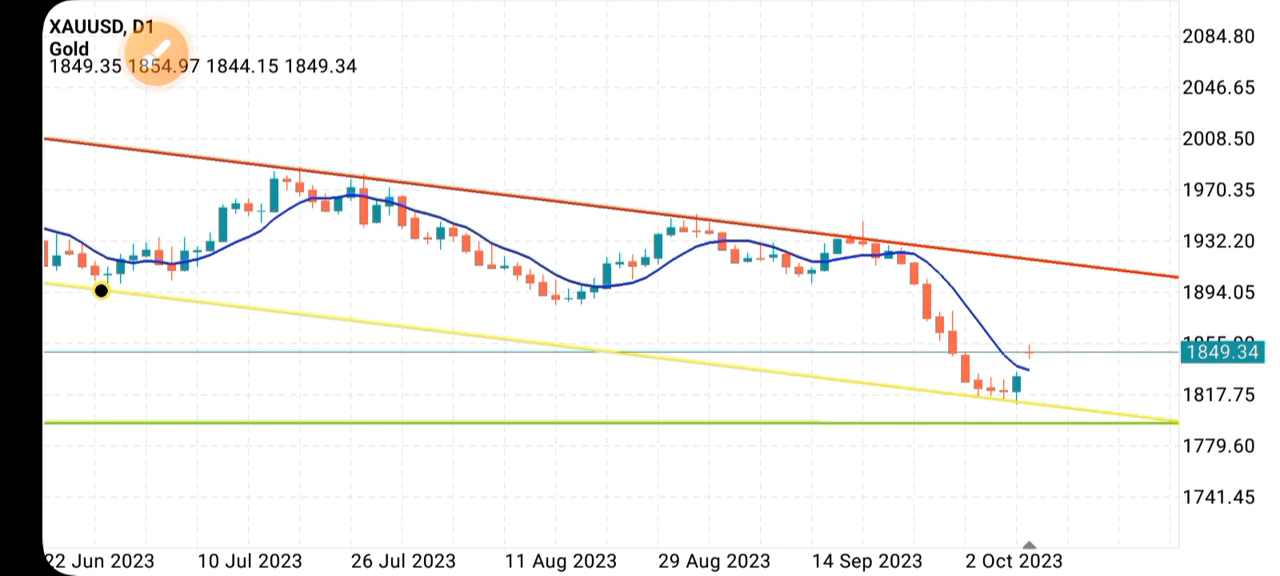 XAUUSD, D1
Gold
1849.35 1854.97 1844.15 1849.34
2084.80
2046.65
2008.50
1970.35
1932.20
1894.05
1849.34
1817.75
1779.60
1741.45
22 Jun 2023 10 Jul 2023 26 Jul 2023 11 Aug 2023 29 Aug 2023 14 Sep 2023 2 Oct 2023